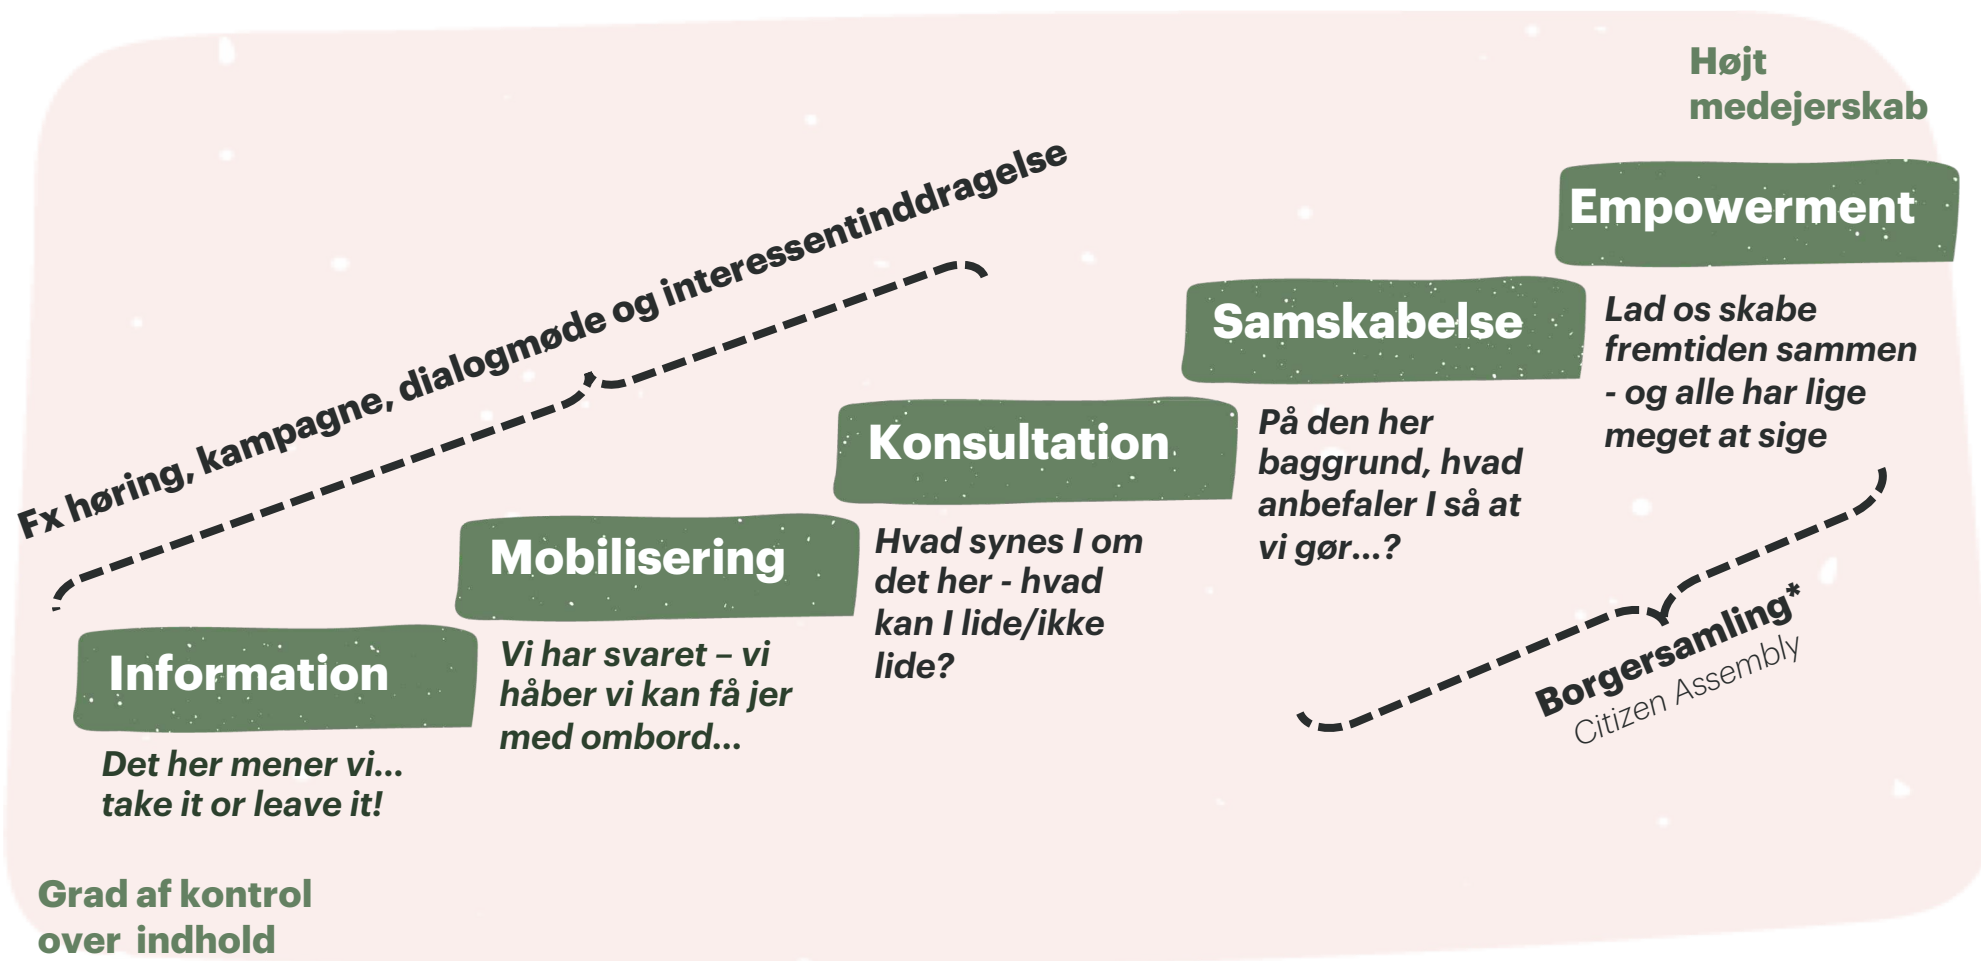 Højt
medejerskab
Fx høring, kampagne, dialogmøde og interessentinddragelse
Empowerment
Lad os skabe
fremtiden sammen
- og alle har lige
meget at sige
Samskabelse
På den her
baggrund, hvad
anbefaler I så at
vi gør...?
Konsultation
Hvad synes I om
det her - hvad
kan I lide/ikke
lide?
Mobilisering
Vi har svaret – vi
håber vi kan få jer
med ombord...
Information
Det her mener vi...
take it or leave it!
Borgersamling*
Citizen Assembly
Grad af kontrol
over indhold